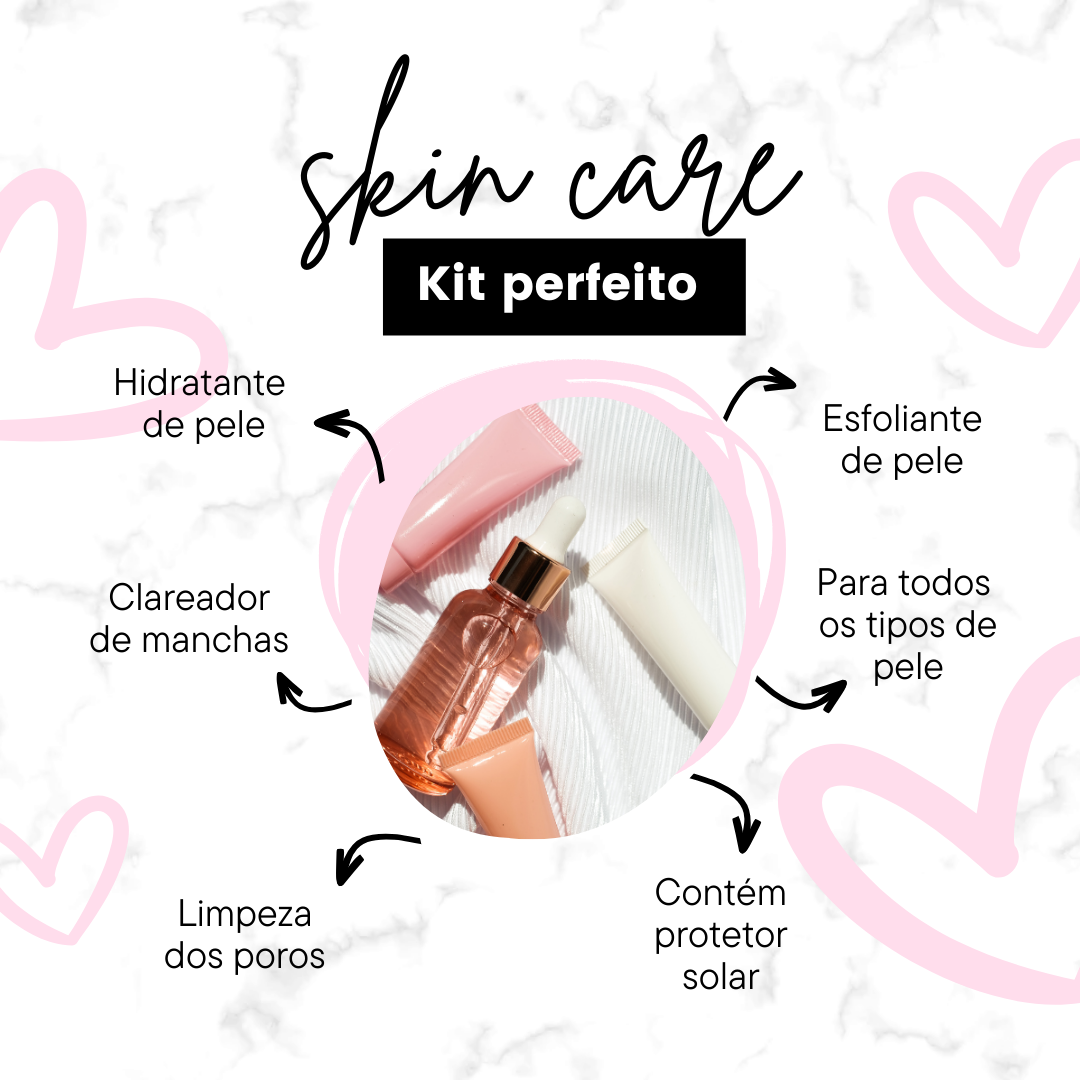 skin care
Kit perfeito
Hidratante
de pele
Esfoliante
de pele
Clareador
de manchas
Para todos
os tipos de
pele
Limpeza
dos poros
Contém
protetor
solar